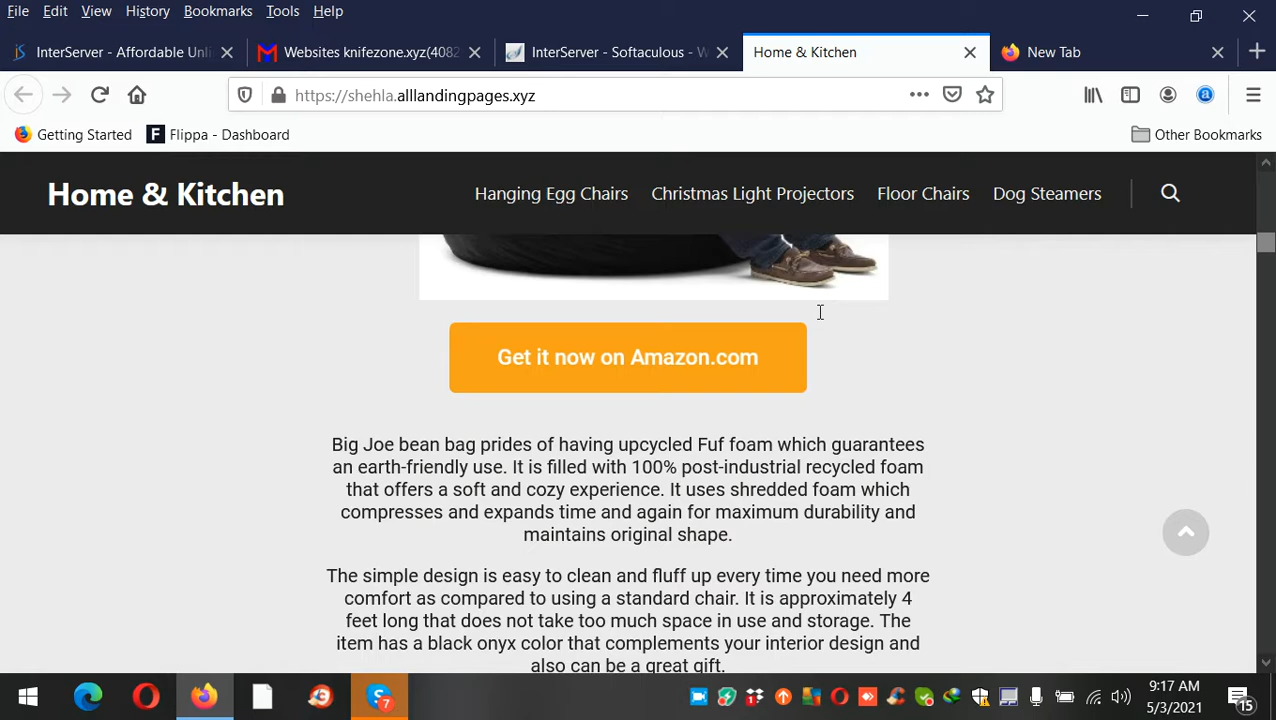 File Edit View History Bookmarks Tools Help
InterServer - Affordable Unli
Websites knifezone.xyz(4082
InterServer - Softaculous - W
Home & Kitchen
New Tab
https://shehla.alllandingpages.xyz
Getting Started
F Flippa - Dashboard
Other Bookmarks
Home & Kitchen
Hanging Egg Chairs Christmas Light Projectors Floor Chairs Dog Steamers
Get it now on Amazon.com
Big Joe bean bag prides of having upcycled Fuf foam which guarantees
an earth-friendly use. It is filled with 100% post-industrial recycled foam
that offers a soft and cozy experience. It uses shredded foam which
compresses and expands time and again for maximum durability and
maintains original shape.
The simple design is easy to clean and fluff up every time you need more
comfort as compared to using a standard chair. It is approximately 4
feet long that does not take too much space in use and storage. The
item has a black onyx color that complements your interior design and
also can be a great gift.
7
9:17 AM
5/3/2021
15